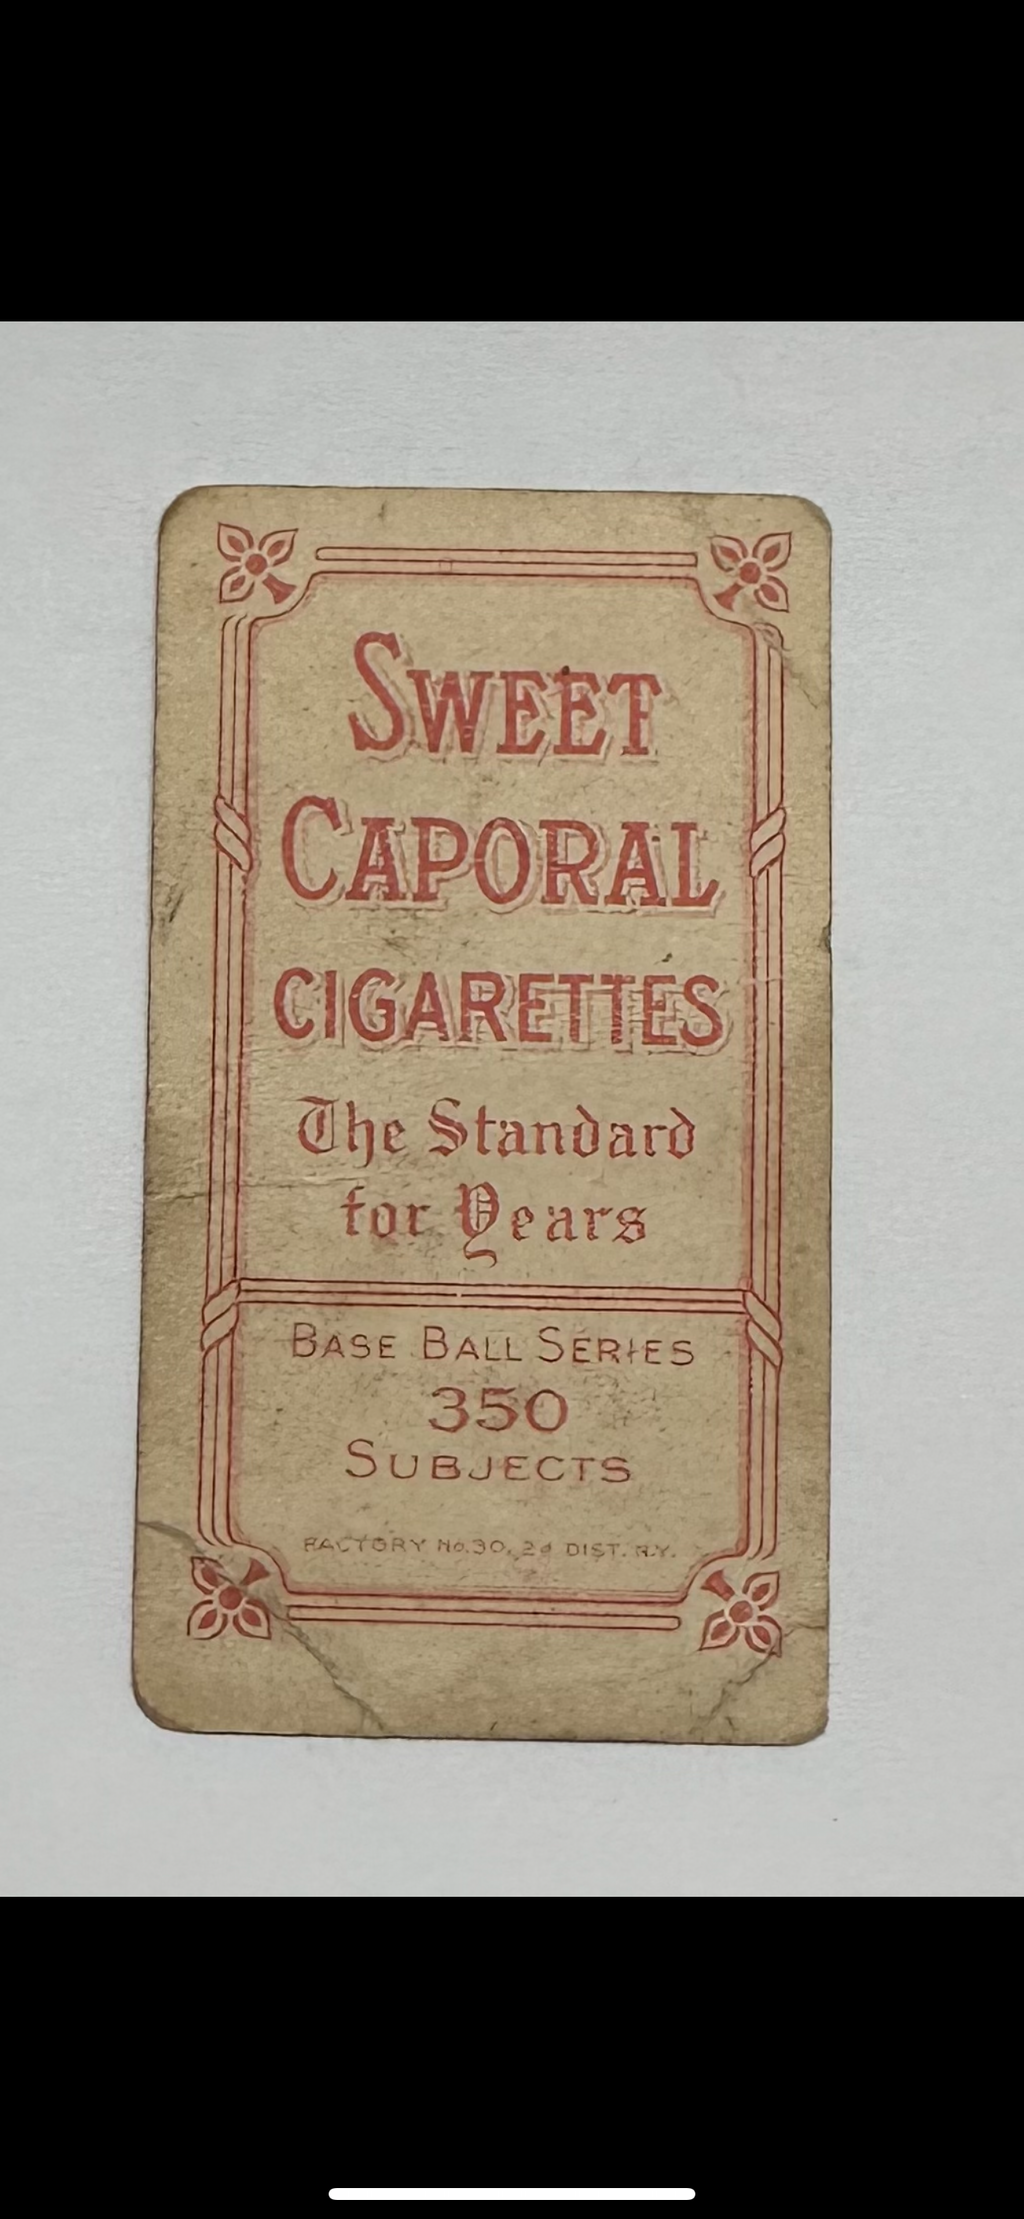 SWEET
CAPORAL
CIGARETTES
The Standard
for Years
BASE BALL SERIES
350
SUBJECTS
FACTORY No. 30, 2d DIST. N.Y.